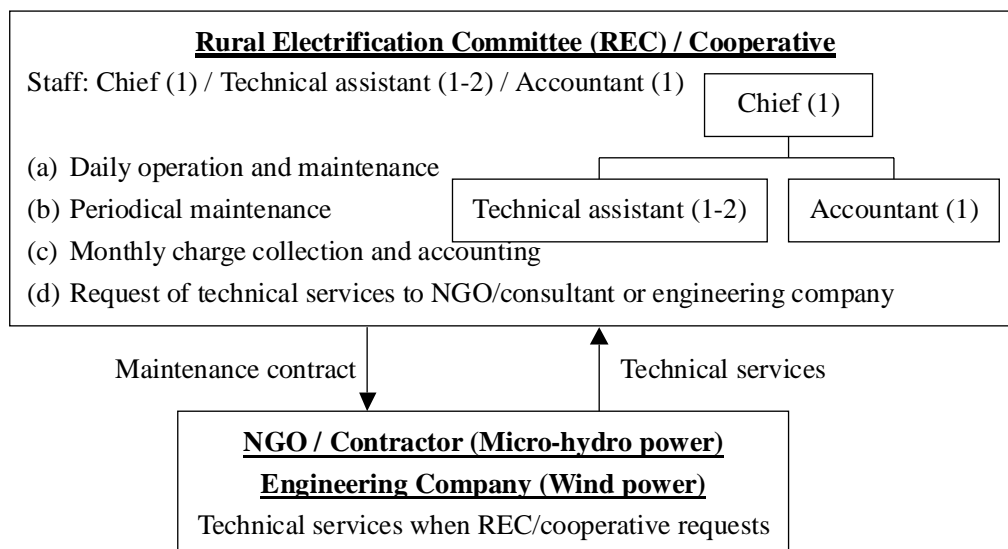 Rural Electrification Committee (REC) / Cooperative
Staff: Chief (1) / Technical assistant (1-2) / Accountant (1)
Chief (1)
(a) Daily operation and maintenance
(b) Periodical maintenance
Technical assistant (1-2)
Accountant (1)
(c) Monthly charge collection and accounting
(d) Request of technical services to NGO/consultant or engineering company
Maintenance contract
Technical services
NGO / Contractor (Micro-hydro power)
Engineering Company (Wind power)
Technical services when REC/cooperative requests